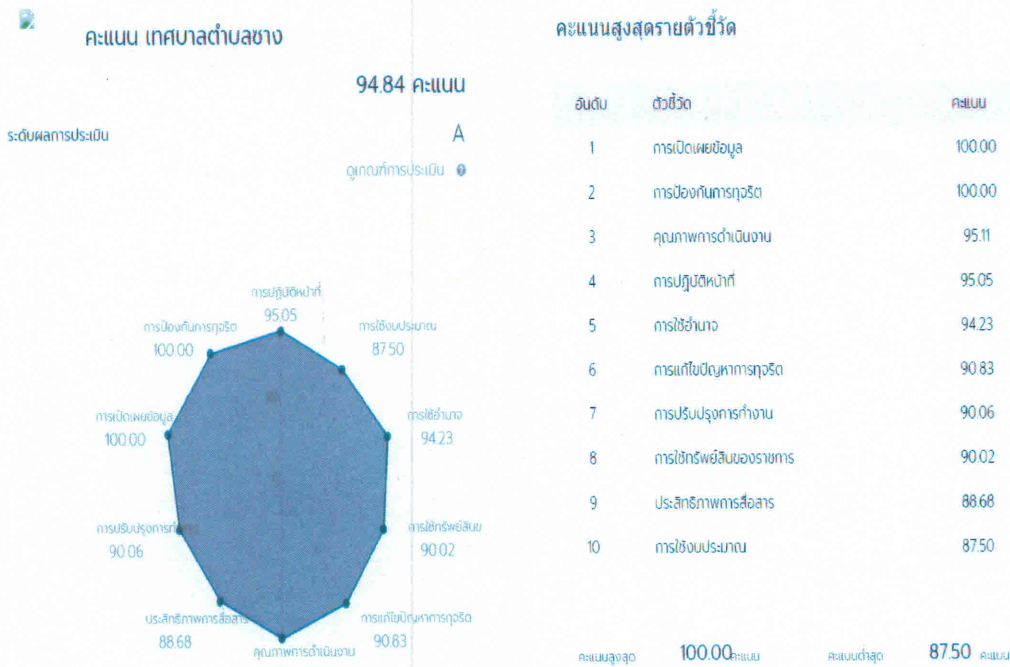 คะแนน เทศบาลตำบลซาง
94.84 คะแนน
ระดับผลการประเมิน A
ดูเกณฑ์การประเมิน
การปฏิบัติหน้าที่
95.05
การป้องกันการทุจริต
100.00
การใช้งบประมาณ
87.50
การเปิดเผยข้อมูล
100.00
การใช้อำนาจ
94.23
การปรับปรุงการทำงาน
90.06
การใช้ทรัพย์สินข
90.02
ประสิทธิภาพการสื่อสาร
88.68
การแก้ไขปัญหาการทุจริต
90.83
คุณภาพการดำเนินงาน
คะแนนสูงสุดรายตัวชี้วัด
อันดับ ตัวชี้วัด คะแนน
1 การเปิดเผยข้อมูล 100.00
2 การป้องกันการทุจริต 100.00
3 คุณภาพการดำเนินงาน 95.11
4 การปฏิบัติหน้าที่ 95.05
5 การใช้อำนาจ 94.23
6 การแก้ไขปัญหาการทุจริต 90.83
7 การปรับปรุงการทำงาน 90.06
8 การใช้ทรัพย์สินของราชการ 90.02
9 ประสิทธิภาพการสื่อสาร 88.68
10 การใช้งบประมาณ 87.50
คะแนนสูงสุด 100.00 คะแนน คะแนนต่ำสุด 87.50 คะแนน